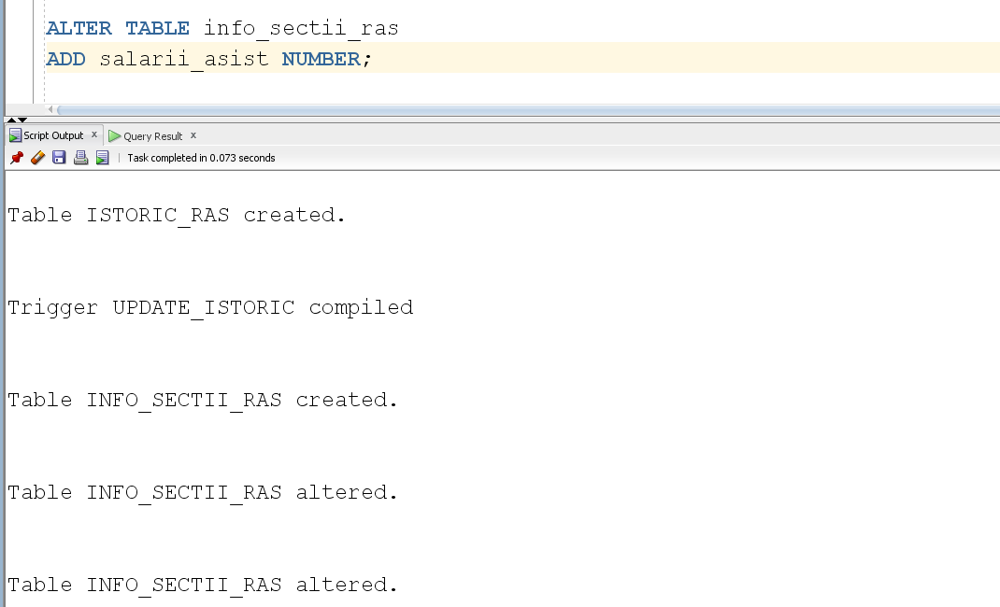 ALTER TABLE info_sectii_ras
ADD salarii_asist NUMBER;
Script Output x Query Result x
Task completed in 0.073 seconds
Table ISTORIC_RAS created.
Trigger UPDATE_ISTORIC compiled
Table INFO_SECTII_RAS created.
Table INFO_SECTII_RAS altered.
Table INFO_SECTII_RAS altered.